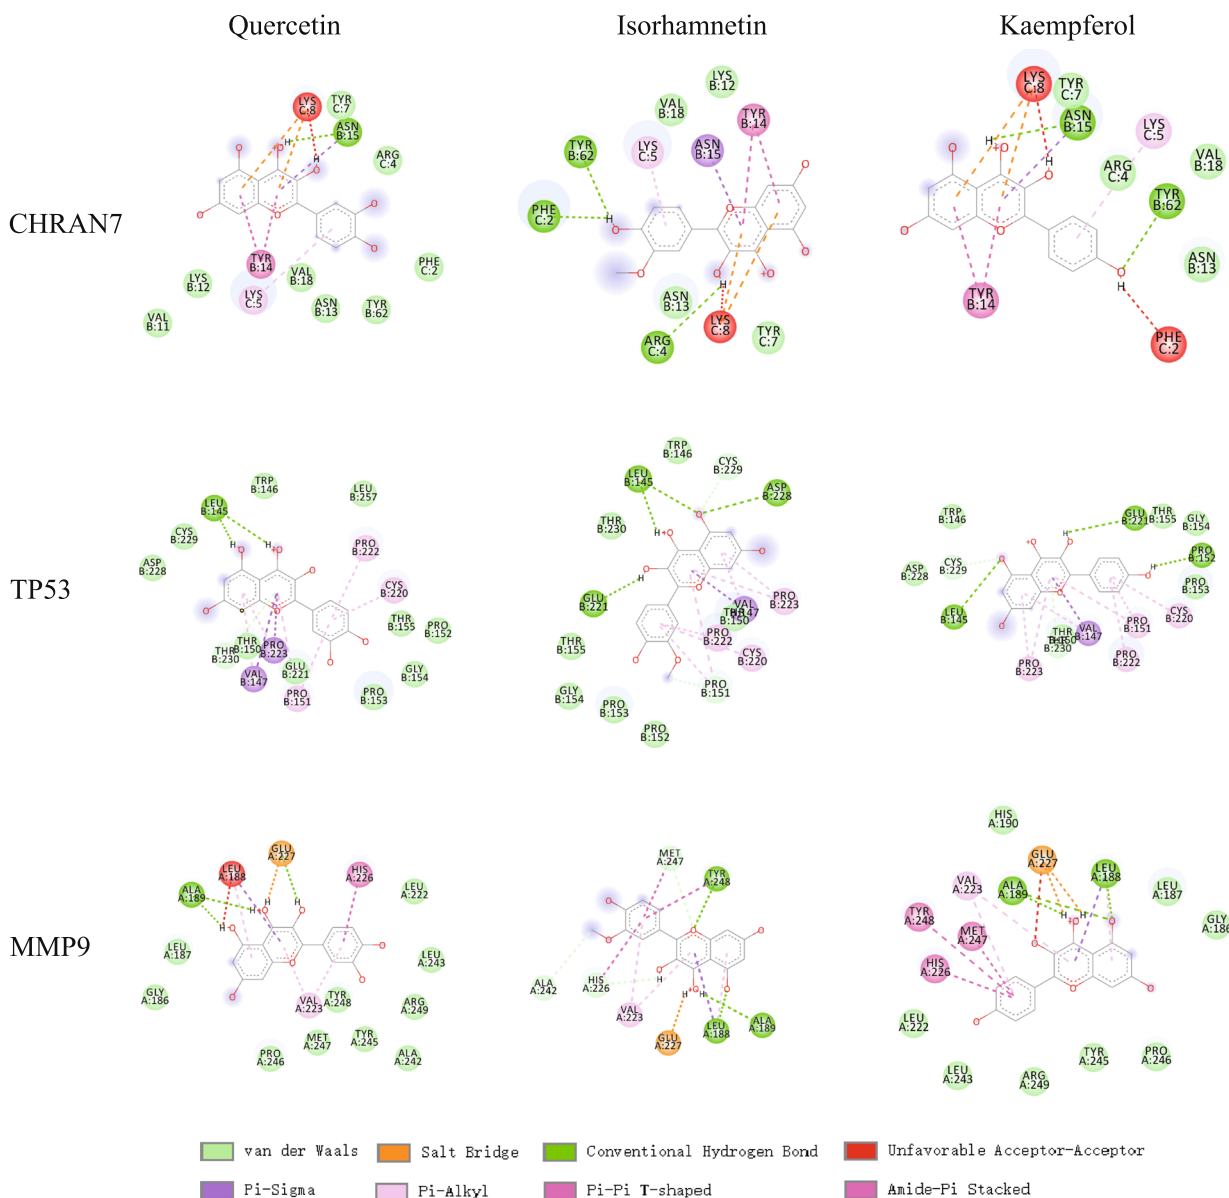 Quercetin Isorhamnetin Kaempferol
CHRAN7
LYS C:8
TYR C:7
ASN B:15
ARG C:4
PHE C:2
TYR B:14
LYS B:12
LYS C:5
VAL B:18
ASN B:13
TYR B:62
VAL B:11
LYS B:12
VAL B:18
TYR B:14
TYR B:62
LYS C:5
ASN B:15
PHE C:2
ASN B:13
ARG C:4
LYS C:8
TYR C:7
LYS C:8
TYR C:7
ASN B:15
LYS C:5
ARG C:4
VAL B:18
TYR B:62
ASN B:13
TYR B:14
PHE C:2
TP53
TRP B:146
LEU B:257
LEU B:145
CYS B:229
ASP B:228
PRO B:222
CYS B:220
THR B:155
PRO B:152
THR B:150
PRO B:223
THR B:230
GLU B:221
VAL B:147
PRO B:151
PRO B:153
GLY B:154
TRP B:146
CYS B:229
LEU B:145
ASP B:228
THR B:230
GLU B:221
VAL B:147
B:150
PRO B:223
THR B:155
PRO B:222
CYS B:220
PRO B:151
GLY B:154
PRO B:153
PRO B:152
TRP B:146
GLU B:221
THR B:155
GLY B:154
PRO B:152
ASP B:228
CYS B:229
PRO B:153
LEU B:145
CYS B:220
PRO B:151
VAL B:147
B:230
PRO B:223
PRO B:222
MMP9
GLU A:227
LEU A:188
HIS A:226
ALA A:189
LEU A:222
LEU A:187
LEU A:243
GLY A:186
VAL A:223
TYR A:248
ARG A:249
PRO A:246
MET A:247
TYR A:245
ALA A:242
MET A:247
TYR A:248
ALA A:242
HIS A:226
VAL A:223
GLU A:227
LEU A:188
ALA A:189
HIS A:190
GLU A:227
LEU A:188
VAL A:223
ALA A:189
LEU A:187
TYR A:248
MET A:247
GLY A:186
HIS A:226
LEU A:222
LEU A:243
ARG A:249
TYR A:245
PRO A:246
van der Waals Salt Bridge Conventional Hydrogen Bond Unfavorable Acceptor-Acceptor
Pi-Sigma Pi-Alkyl Pi-Pi T-shaped Amide-Pi Stacked